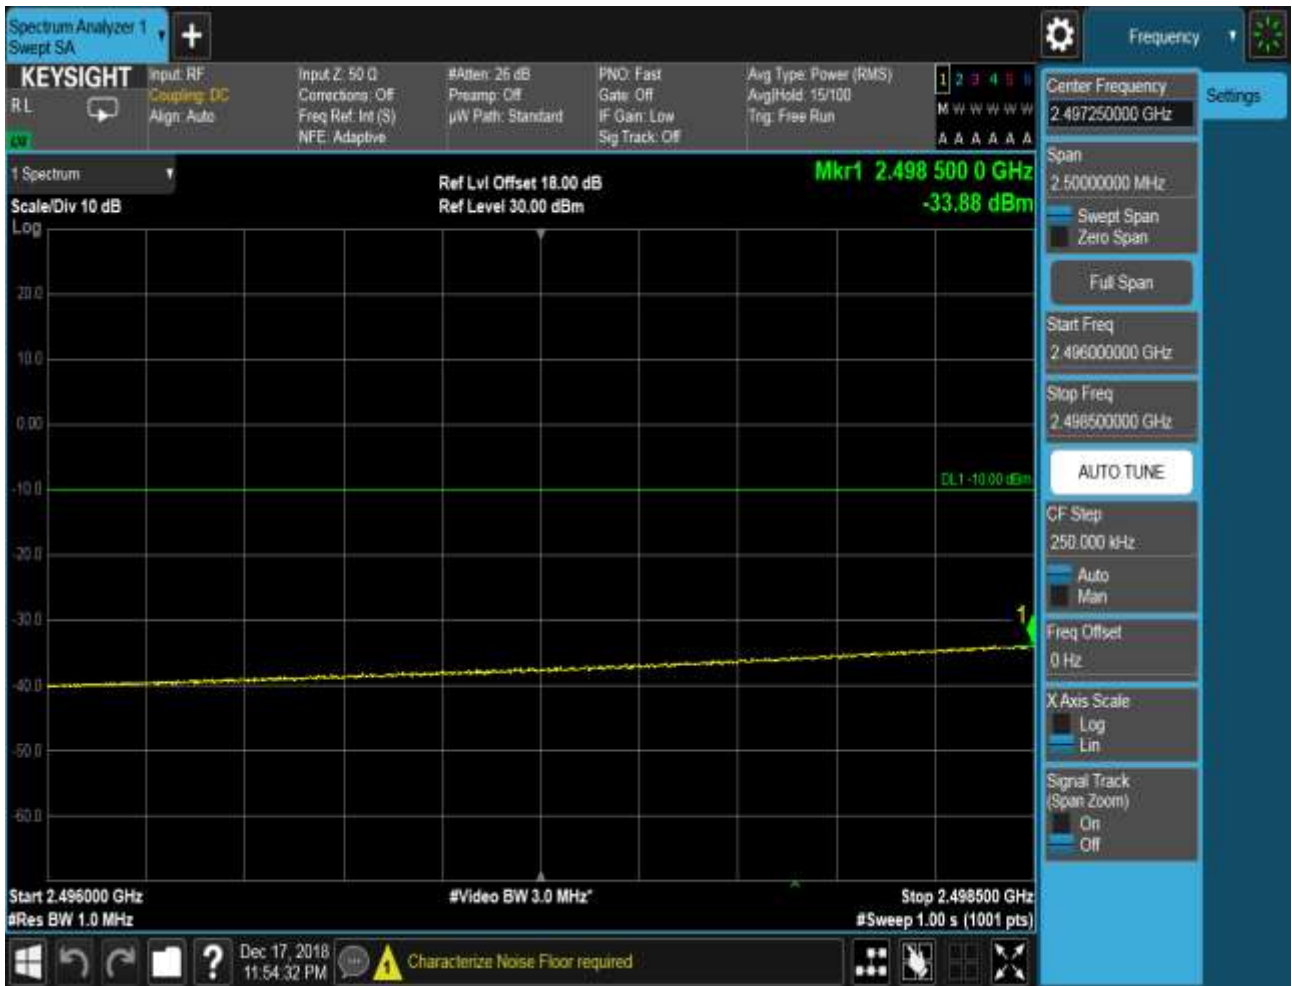 Spectrum Analyzer 1
Swept SA
Frequency
KEYSIGHT
RL
Input: RF
Coupling: DC
Align: Auto
Input Z: 50 Ω
Corrections: Off
Freq Ref: Int (S)
NFE: Adaptive
#Atten: 26 dB
Preamp: Off
µW Path: Standard
PNO: Fast
Gate: Off
IF Gain: Low
Sig Track: Off
Avg Type: Power (RMS)
Avg|Hold: 15/100
Trig: Free Run
1 2 3 4 5 6
M W W W W W
A A A A A A
1 Spectrum
Scale/Div 10 dB
Log
Ref Lvl Offset 18.00 dB
Ref Level 30.00 dBm
Mkr1 2.498 500 0 GHz
-33.88 dBm
20.0
10.0
0.00
-10.0
-20.0
-30.0
-40.0
-50.0
-60.0
DL1 -10.00 dBm
1
Start 2.496000 GHz
#Res BW 1.0 MHz
#Video BW 3.0 MHz*
Stop 2.498500 GHz
#Sweep 1.00 s (1001 pts)
Center Frequency
2.497250000 GHz
Settings
Span
2.50000000 MHz
Swept Span
Zero Span
Full Span
Start Freq
2.496000000 GHz
Stop Freq
2.498500000 GHz
AUTO TUNE
CF Step
250.000 kHz
Auto
Man
Freq Offset
0 Hz
X Axis Scale
Log
Lin
Signal Track
(Span Zoom)
On
Off
?
Dec 17, 2018
11:54:32 PM
1
Characterize Noise Floor required